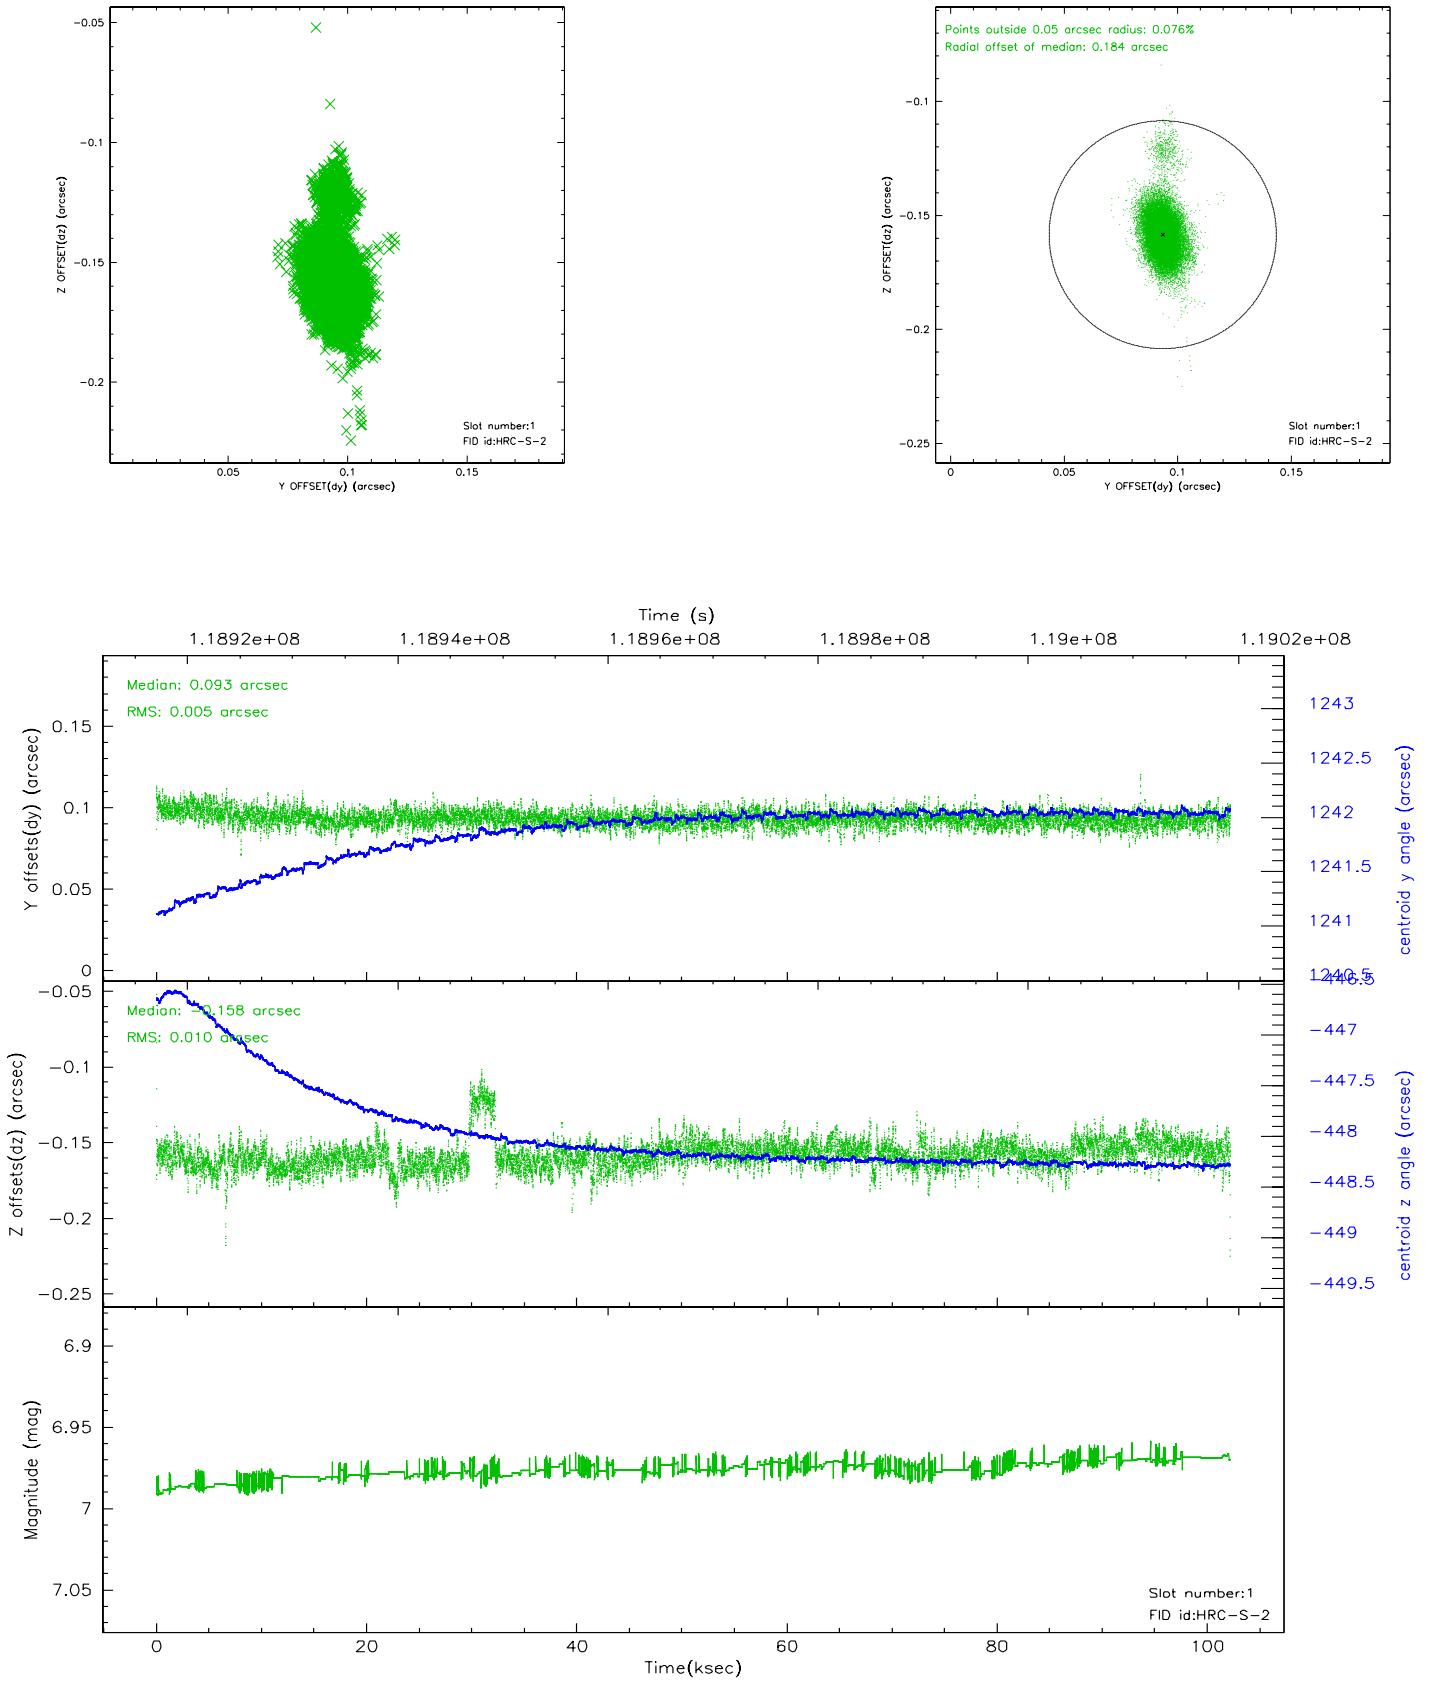 -0.05
-0.1
-0.15
-0.2
Z OFFSET(dz) (arcsec)
0.05
0.1
0.15
Y OFFSET(dy) (arcsec)
Slot number:1
FID id:HRC-S-2
Points outside 0.05 arcsec radius: 0.076%
Radial offset of median: 0.184 arcsec
-0.1
-0.15
-0.2
-0.25
Z OFFSET(dz) (arcsec)
0
0.05
0.1
0.15
Y OFFSET(dy) (arcsec)
Slot number:1
FID id:HRC-S-2
Time (s)
1.1892e+08
1.1894e+08
1.1896e+08
1.1898e+08
1.19e+08
1.1902e+08
Median: 0.093 arcsec
RMS: 0.005 arcsec
0.15
0.1
0.05
0
Y offsets(dy) (arcsec)
1243
1242.5
1242
1241.5
1241
1240.5
centroid y angle (arcsec)
Median: -0.158 arcsec
RMS: 0.010 arcsec
-0.05
-0.1
-0.15
-0.2
-0.25
Z offsets(dz) (arcsec)
-446.5
-447
-447.5
-448
-448.5
-449
-449.5
centroid z angle (arcsec)
6.9
6.95
7
7.05
Magnitude (mag)
Slot number:1
FID id:HRC-S-2
0
20
40
60
80
100
Time(ksec)